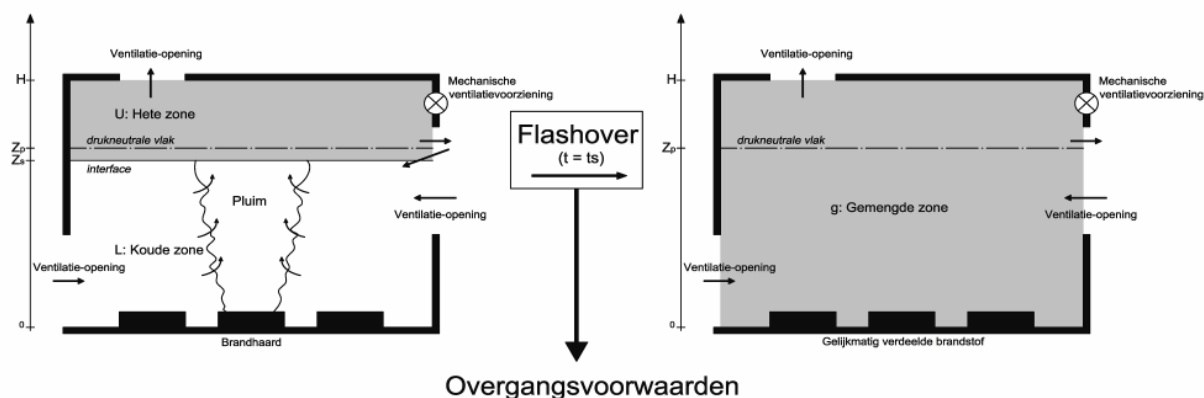 Ventilatie-opening
H
Mechanische
ventilatievoorziening
U: Hete zone
drukneutrale vlak
Zp
Zs
interface
Pluim
Ventilatie-opening
L: Koude zone
Ventilatie-opening
0
Brandhaard
Flashover
(t = ts)
Overgangsvoorwaarden
Ventilatie-opening
H
Mechanische
ventilatievoorziening
drukneutrale vlak
Zp
g: Gemengde zone
Ventilatie-opening
Ventilatie-opening
0
Gelijkmatig verdeelde brandstof